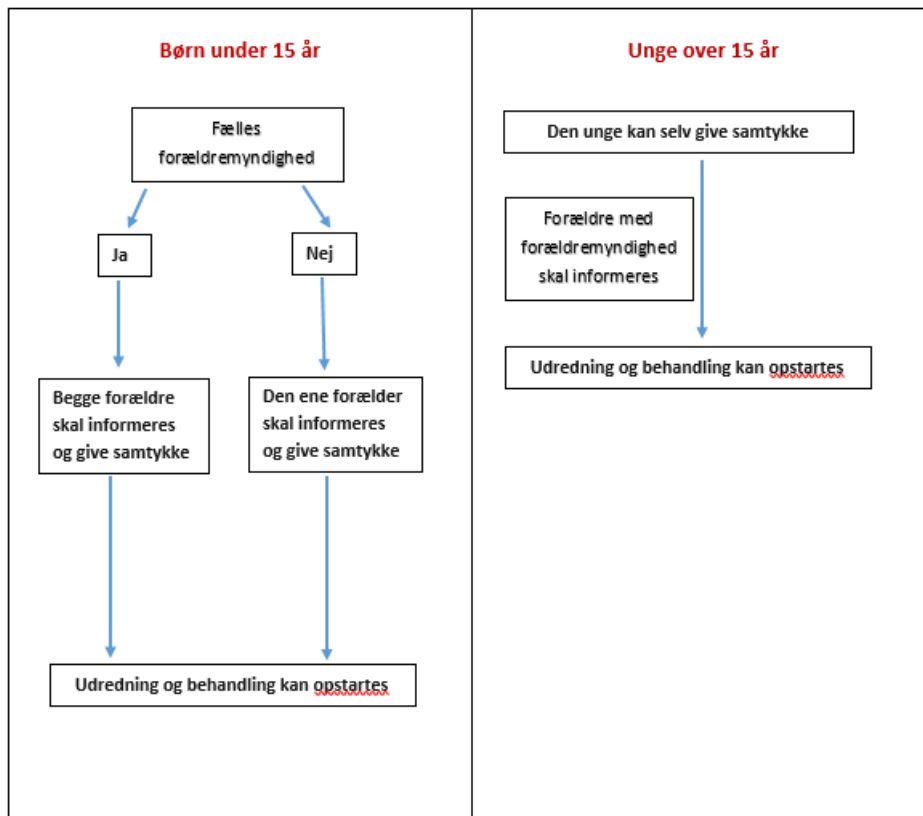 Børn under 15 år
Fælles
forældremyndighed
Ja
Nej
Begge forældre
skal informeres
og give samtykke
Den ene forælder
skal informeres
og give samtykke
Udredning og behandling kan opstartes
Unge over 15 år
Den unge kan selv give samtykke
Forældre med
forældremyndighed
skal informeres
Udredning og behandling kan opstartes